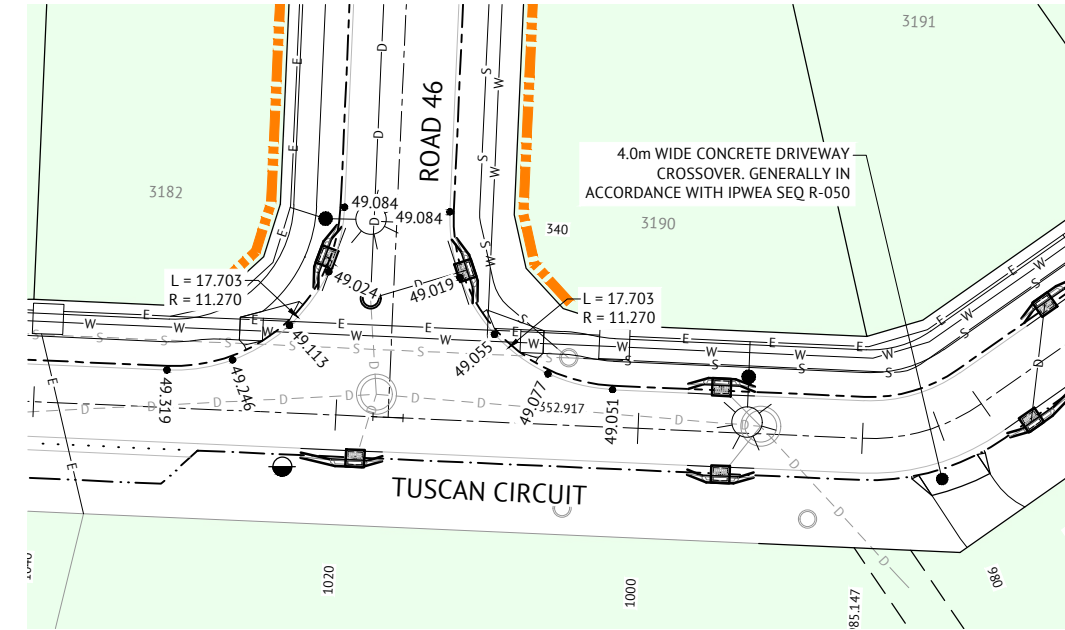 3191
ROAD 46
4.0m WIDE CONCRETE DRIVEWAY
CROSSOVER. GENERALLY IN
ACCORDANCE WITH IPWEA SEQ R-050
3182
3190
340
49.084
49.084
49.024
49.019
L = 17.703
R = 11.270
L = 17.703
R = 11.270
49.113
49.055
49.246
49.319
49.077
352.917
49.051
TUSCAN CIRCUIT
1020
1000
980